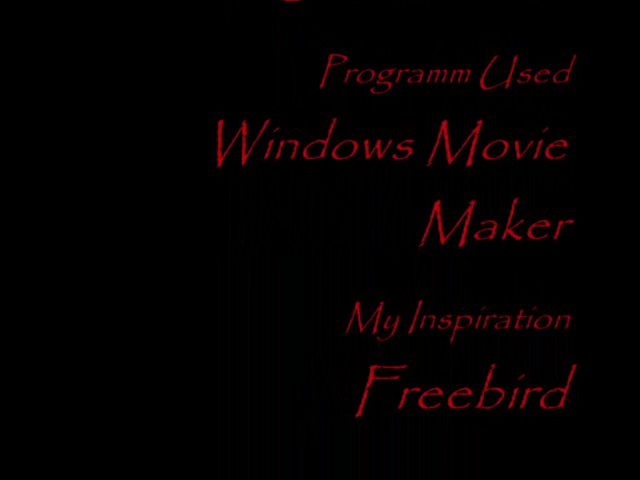 Programm Used
Windows Movie
Maker
My Inspiration
Freebird